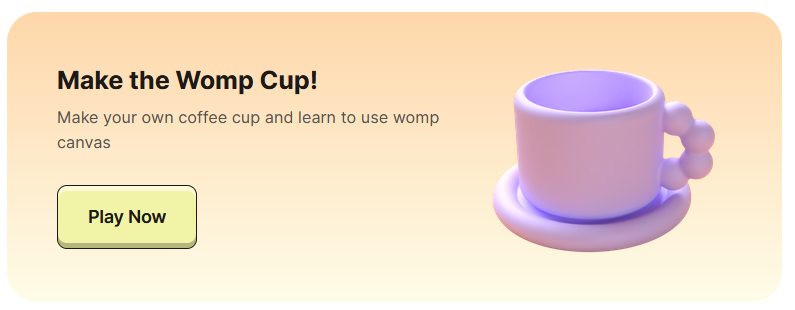 Make the Womp Cup!
Make your own coffee cup and learn to use womp
canvas
Play Now